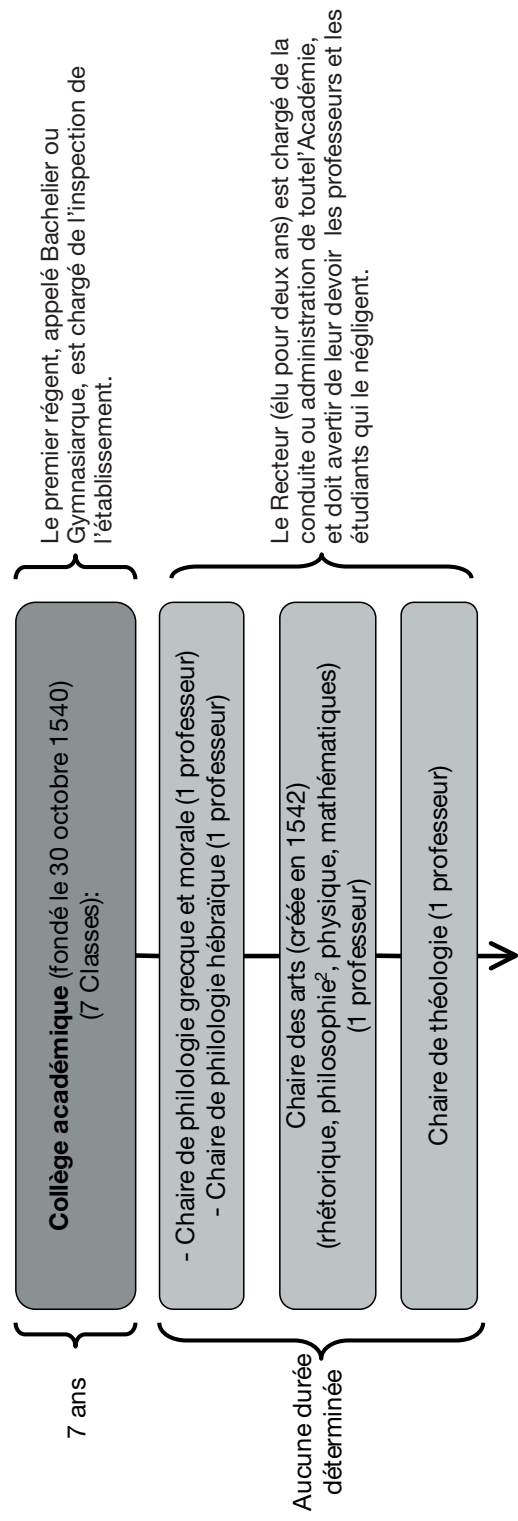 7 ans
Collège académique (fondé le 30 octobre 1540)
(7 Classes):
Le premier régent, appelé Bachelier ou
Gymnasiarque, est chargé de l'inspection de
l'établissement.
Aucune durée
déterminée
- Chaire de philologie grecque et morale (1 professeur)
- Chaire de philologie hébraïque (1 professeur)
Chaire des arts (créée en 1542)
(rhétorique, philosophie², physique, mathématiques)
(1 professeur)
Chaire de théologie (1 professeur)
Le Recteur (élu pour deux ans) est chargé de la
conduite ou administration de toutel'Académie,
et doit avertir de leur devoir les professeurs et les
étudiants qui le négligent.